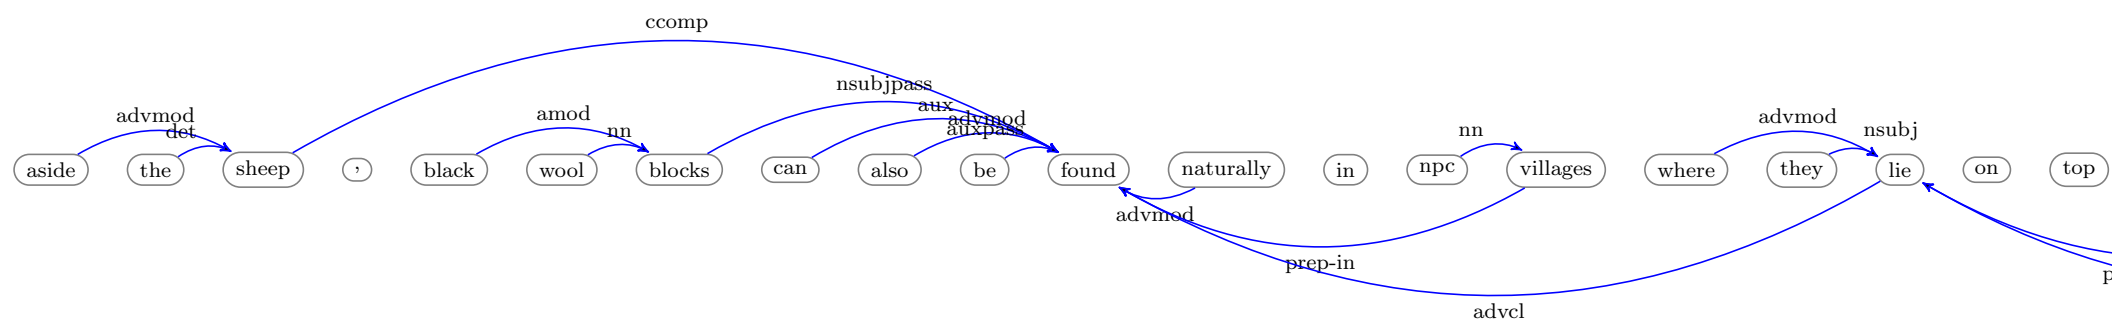 ccomp
nsubjpass
advmod amod aux advmod nsubj
det nn advmod auxpass nn
aside the sheep , black wool blocks can also be found naturally in npc villages where they lie on top
advmod
prep-in
advcl